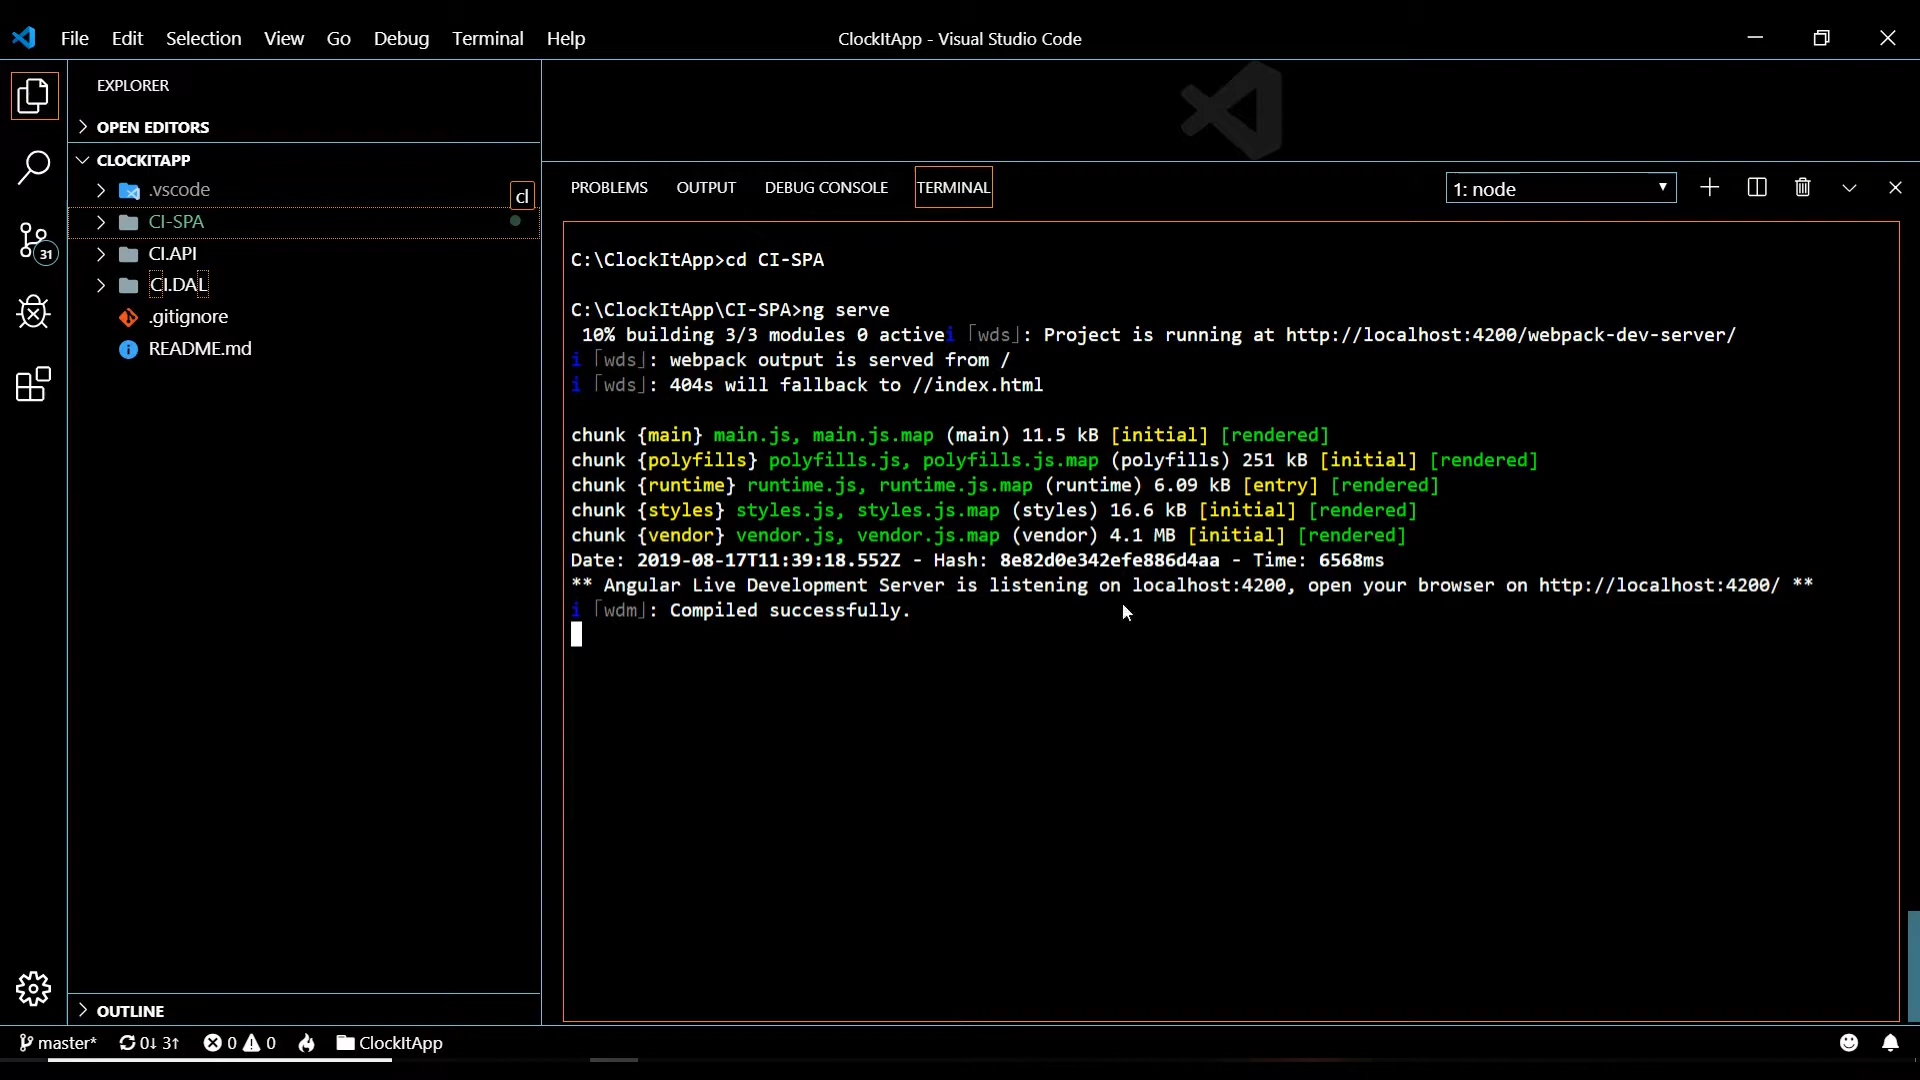 File Edit Selection View Go Debug Terminal Help
ClockItApp - Visual Studio Code
EXPLORER
OPEN EDITORS
CLOCKITAPP
.vscode
cl
CI-SPA
CI.API
CI.DAL
.gitignore
README.md
31
OUTLINE
PROBLEMS OUTPUT DEBUG CONSOLE TERMINAL
1: node
C:\ClockItApp>cd CI-SPA
C:\ClockItApp\CI-SPA>ng serve
10% building 3/3 modules 0 activei ｢wds｣: Project is running at http://localhost:4200/webpack-dev-server/
i ｢wds｣: webpack output is served from /
i ｢wds｣: 404s will fallback to //index.html
chunk {main} main.js, main.js.map (main) 11.5 kB [initial] [rendered]
chunk {polyfills} polyfills.js, polyfills.js.map (polyfills) 251 kB [initial] [rendered]
chunk {runtime} runtime.js, runtime.js.map (runtime) 6.09 kB [entry] [rendered]
chunk {styles} styles.js, styles.js.map (styles) 16.6 kB [initial] [rendered]
chunk {vendor} vendor.js, vendor.js.map (vendor) 4.1 MB [initial] [rendered]
Date: 2019-08-17T11:39:18.552Z - Hash: 8e82d0e342efe886d4aa - Time: 6568ms
** Angular Live Development Server is listening on localhost:4200, open your browser on http://localhost:4200/ **
i ｢wdm｣: Compiled successfully.
master* 0↓ 3↑ 0 0 ClockItApp